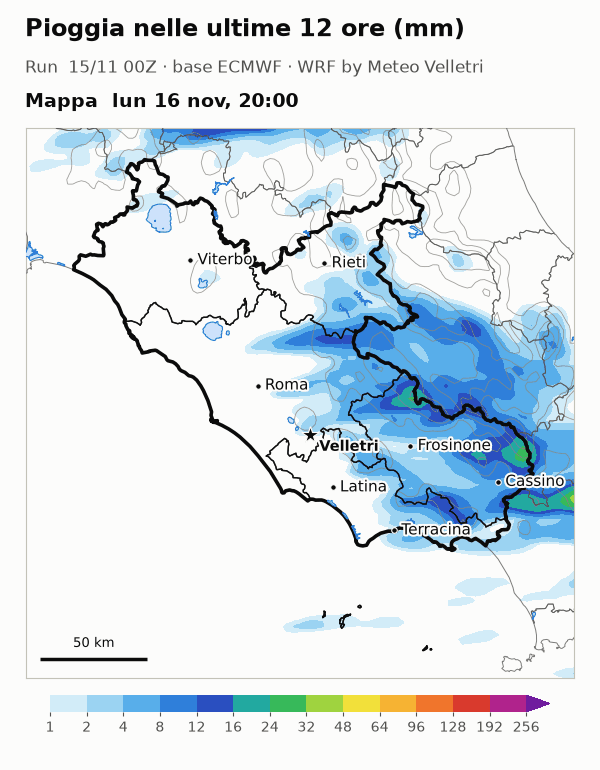 Pioggia nelle ultime 12 ore (mm)
Run 15/11 00Z · base ECMWF · WRF by Meteo Velletri
Mappa lun 16 nov, 20:00
Viterbo
Rieti
Roma
Velletri
Frosinone
Cassino
Latina
Terracina
50 km
1 2 4 8 12 16 24 32 48 64 96 128 192 256